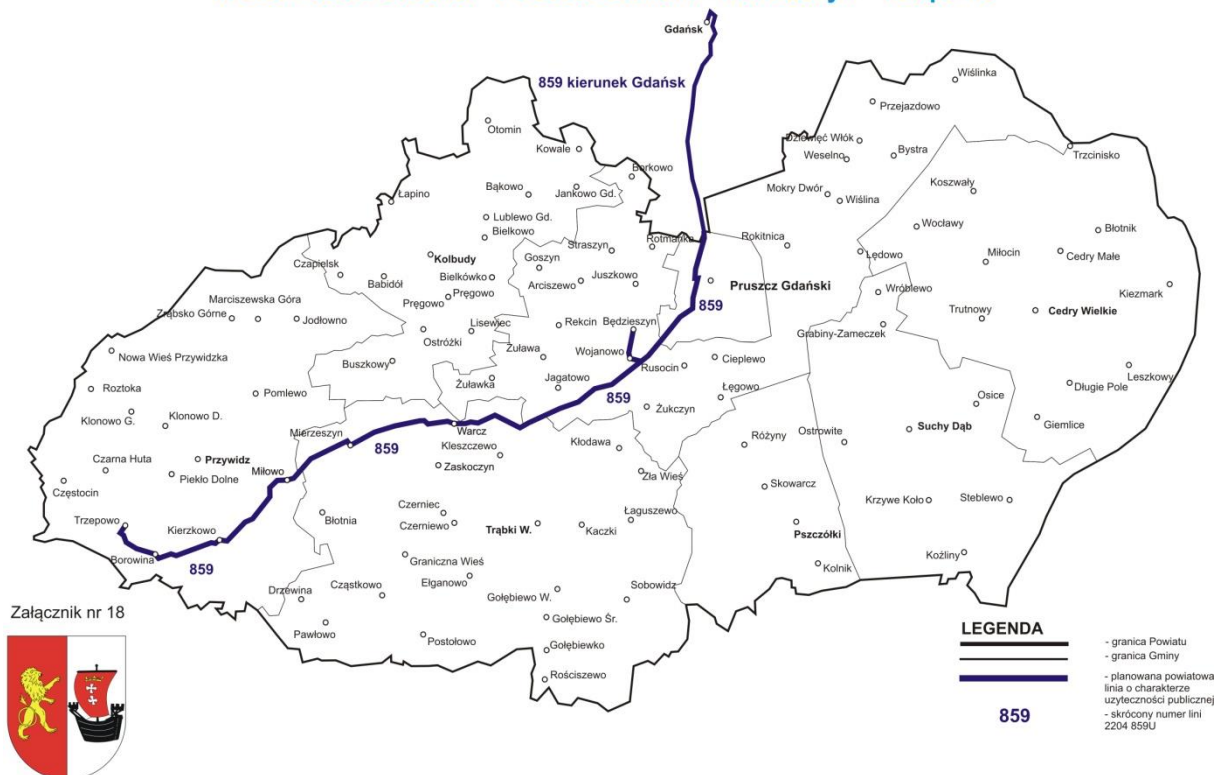 Gdańsk
859 kierunek Gdańsk
Wiślinka
Przejazdowo
Otomin
Kowale
Dziewięć Włók
Weselno
Bystra
Trzcinisko
Borkowo
Bąkowo
Jankowo Gd.
Koszwały
Łapino
Mokry Dwór
Wiślina
Lublewo Gd.
Bielkowo
Wocławy
Błotnik
Straszyn
Rotmanka
Rokitnica
Kolbudy
Goszyn
Lędowo
Miłocin
Cedry Małe
Czapielsk
Babidół
Bielkówko
Arciszewo
Juszkowo
Pruszcz Gdański
Wróblewo
Kiezmark
Marciszewska Góra
Pręgowo
Pręgowo
859
Zrąbsko Górne
Jodłowno
Lisewiec
Rekcin
Będzieszyn
Trutnowy
Cedry Wielkie
Ostróżki
Grabiny-Zameczek
Nowa Wieś Przywidzka
Buszkowy
Żuława
Wojanowo
Rusocin
Cieplewo
Roztoka
Pomlewo
Żuławka
Jagatowo
Łęgowo
Leszkowy
Długie Pole
859
Klonowo G.
Klonowo D.
Żukczyn
Osice
Mierzeszyn
Warcz
Giemlice
859
Kleszczewo
Kłodawa
Różyny
Ostrowite
Suchy Dąb
Czarna Huta
Przywidz
Zaskoczyn
Piekło Dolne
Miłowo
Zła Wieś
Częstocin
Skowarcz
Krzywe Koło
Steblewo
Trzepowo
Kierzkowo
Błotnia
Czerniec
Czerniewo
Trąbki W.
Kaczki
Łaguszewo
Pszczółki
Borowina
859
Graniczna Wieś
Koźliny
Kolnik
Drzewina
Cząstkowo
Ełganowo
Gołębiewo W.
Sobowidz
Załącznik nr 18
Pawłowo
Postołowo
Gołębiewo Śr.
Gołębiewko
Rościszewo
LEGENDA
- granica Powiatu
- granica Gminy
- planowana powiatowa
linia o charakterze
uzyteczności publicznej
859
- skrócony numer lini
2204 859U